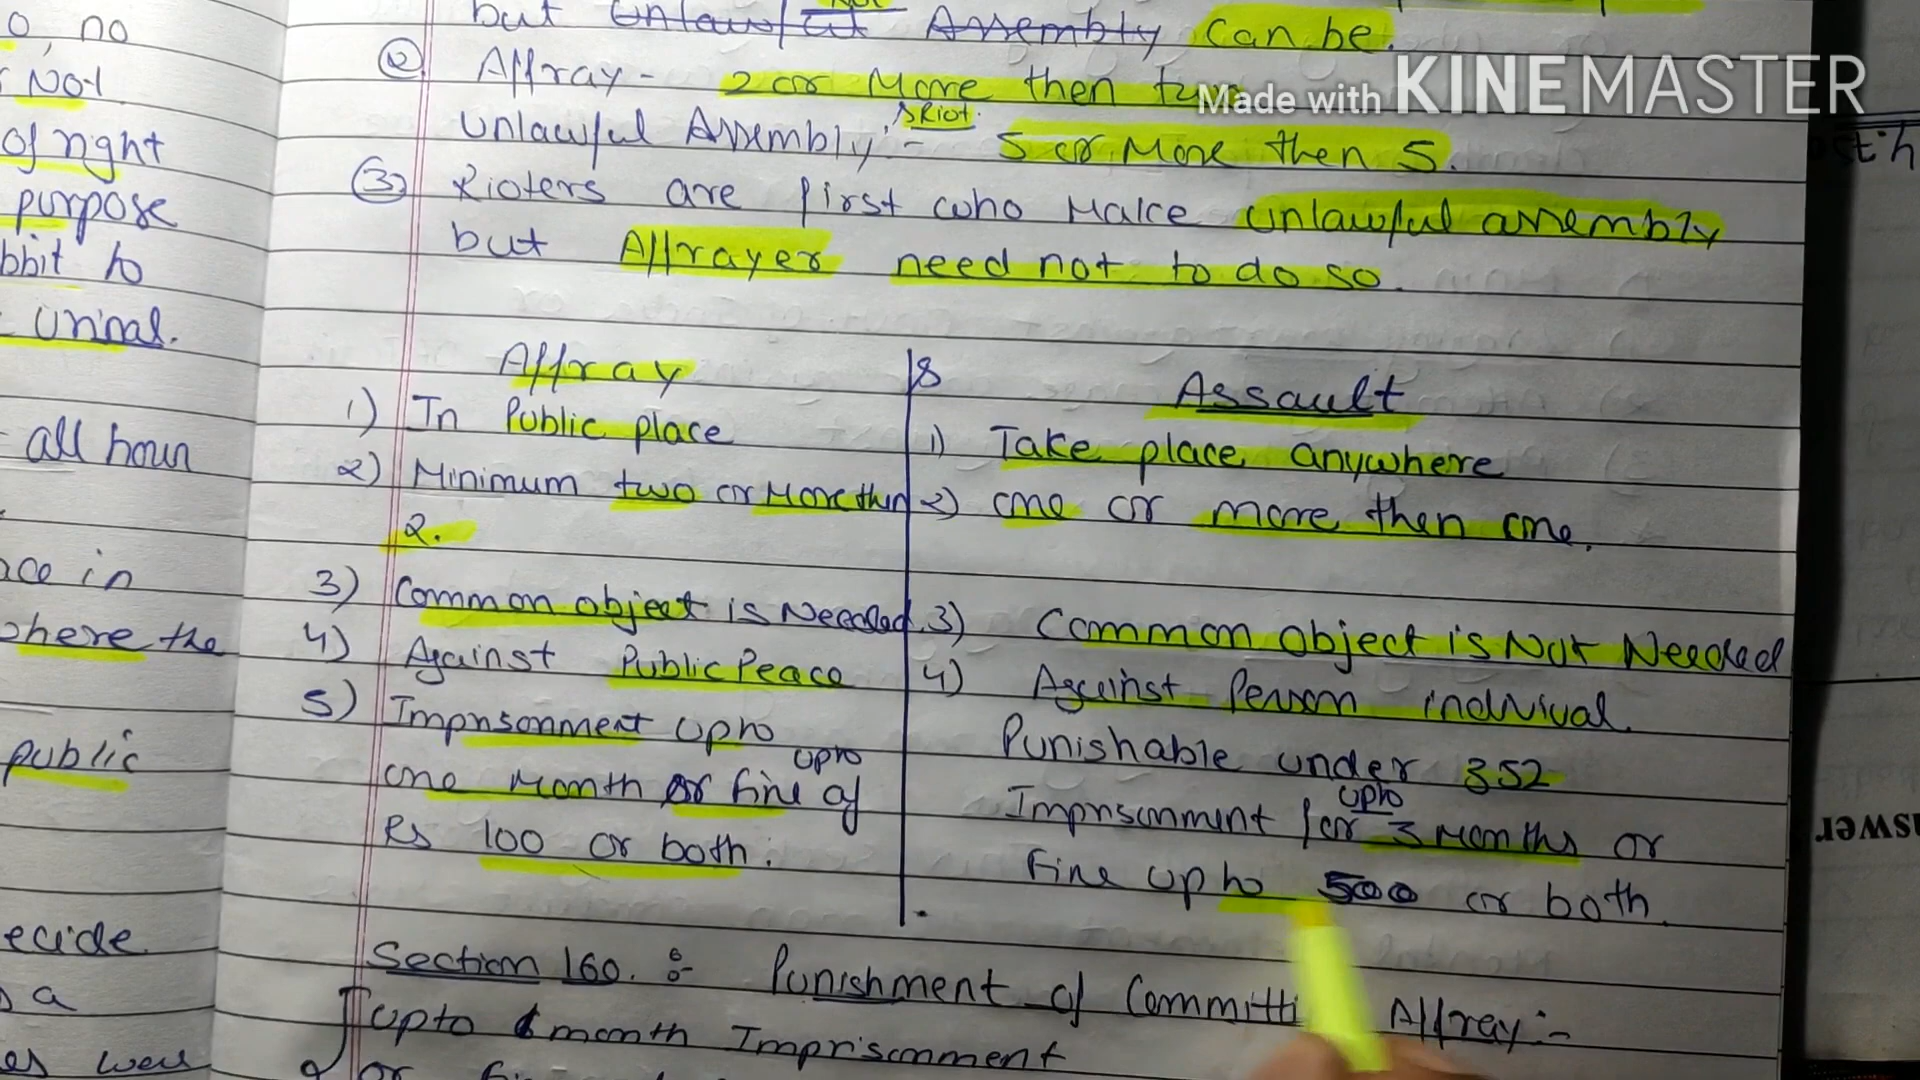 but Unlawful Not Assembly can be.
② Affray - 2 or More then two
Made with KINEMASTER
Unlawful Assembly, & Riot - 5 or More then 5.
③ Rioters are first who Make unlawful assembly
but Affrayer need not to do so.
Affray | & Assault
1) In Public place
1) Take place anywhere
2) Minimum two or More then
2.
2) one or more then one.
3) Common object is Needed.
3) Common object is Not Needed
4) Against Public Peace
4) Against Person indivual.
5) Imprisonment upto
one month or fine of upto
Rs 100 or both.
Punishable under 352
Imprisonment for upto 3 Months or
Fine upto 500 or both.
Section 160. :- Punishment of Committi Affray :-
upto 1 month Imprisonment
or
o, no
Not
of right
purpose
bbit to
urinal.
all hour
ace in
where the
public
ecide
a
es were